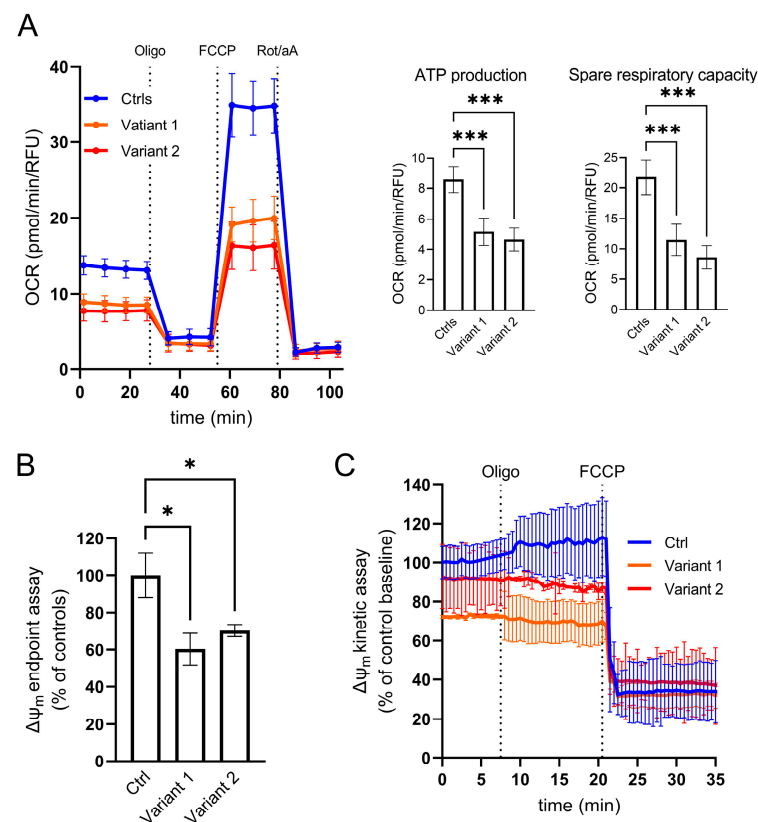 A
Oligo FCCP Rot/aA
Ctrls
Vatiant 1
Variant 2
OCR (pmol/min/RFU)
40
30
20
10
0
0 20 40 60 80 100
time (min)
ATP production
***
***
OCR (pmol/min/RFU)
10
8
6
4
2
0
Ctrls
Variant 1
Variant 2
Spare respiratory capacity
***
***
OCR (pmol/min/RFU)
25
20
15
10
5
0
Ctrls
Variant 1
Variant 2
B
*
*
Δψm endpoint assay
(% of controls)
120
100
80
60
40
20
0
Ctrl
Variant 1
Variant 2
C
Oligo FCCP
Δψm kinetic assay
(% of control baseline)
140
120
100
80
60
40
20
0
Ctrl
Variant 1
Variant 2
0 5 10 15 20 25 30 35
time (min)